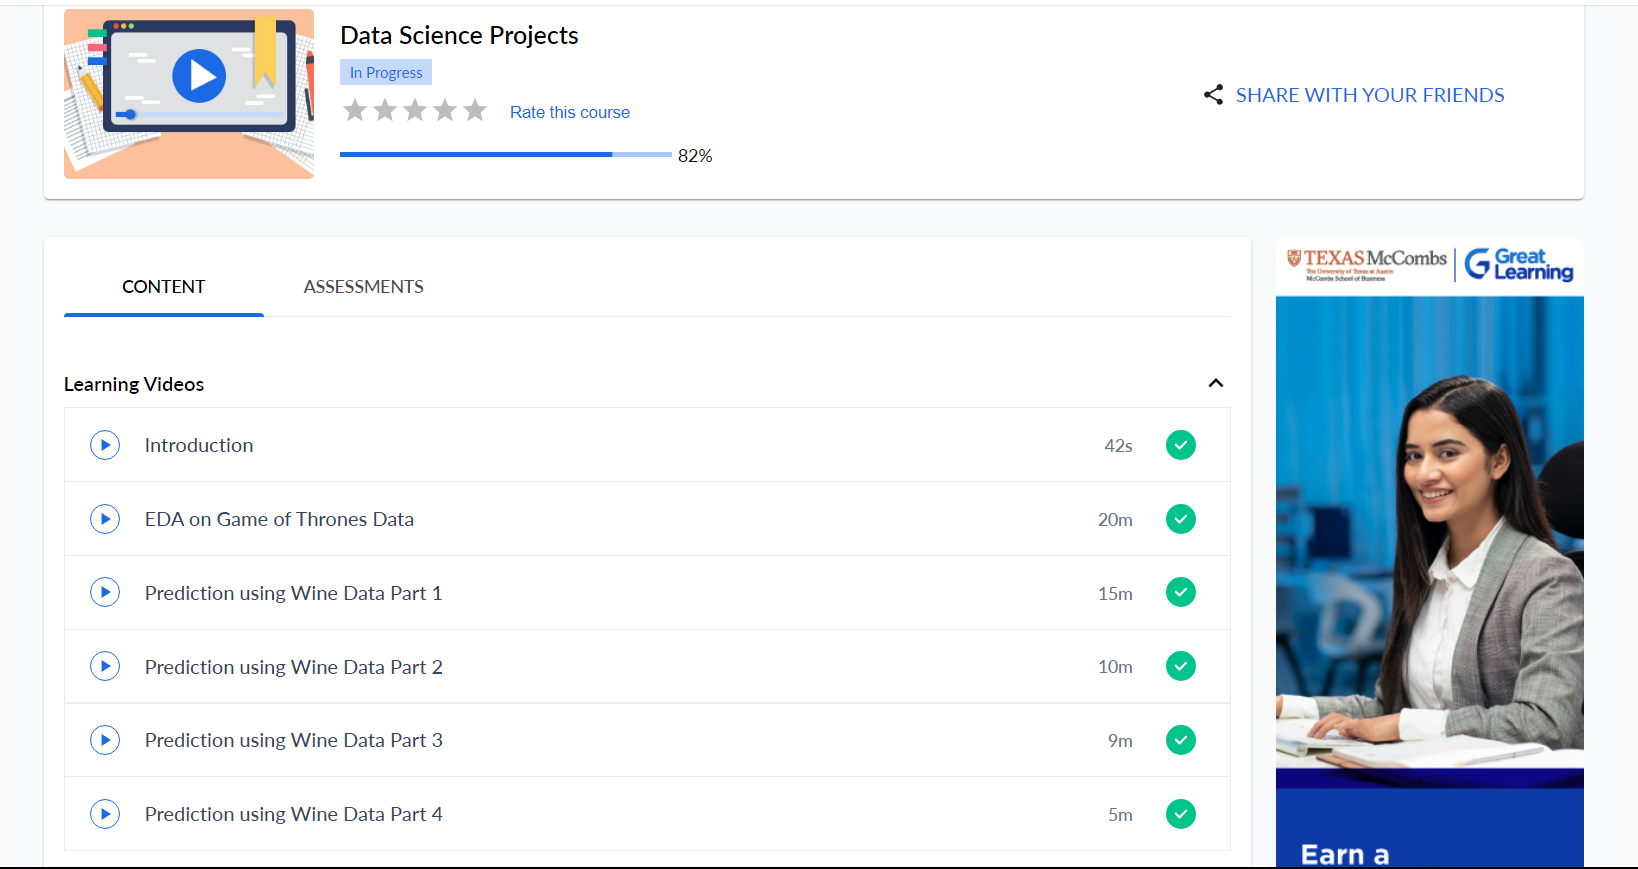 Data Science Projects
In Progress
Rate this course
82%
SHARE WITH YOUR FRIENDS
CONTENT
ASSESSMENTS
Learning Videos
Introduction 42s
EDA on Game of Thrones Data 20m
Prediction using Wine Data Part 1 15m
Prediction using Wine Data Part 2 10m
Prediction using Wine Data Part 3 9m
Prediction using Wine Data Part 4 5m
TEXAS McCombs
The University of Texas at Austin
McCombs School of Business
Great
Learning
Earn a